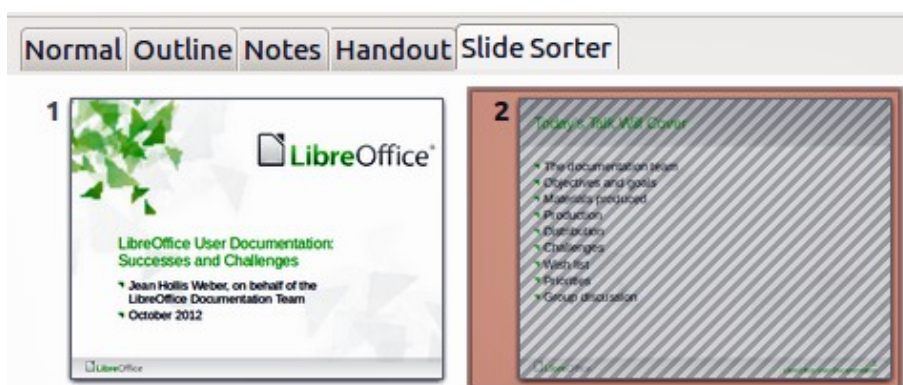 Normal Outline Notes Handout Slide Sorter
1
LibreOffice
LibreOffice User Documentation:
Successes and Challenges
Jean Hollis Weber, on behalf of the
LibreOffice Documentation Team
October 2012
LibreOffice
2
Today's Talk Will Cover
The documentation team
Objectives and goals
Materials produced
Production
Distribution
Challenges
Wish list
Priorities
Group discussion
LibreOffice